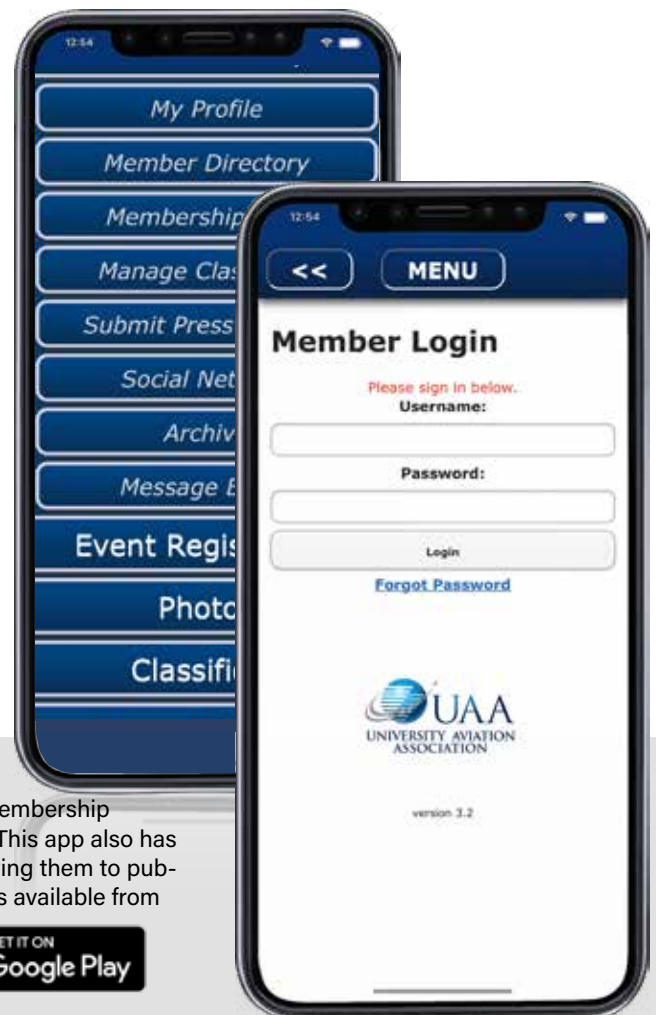 12:54
My Profile
Member Directory
Membership
Manage Clas
Submit Press
Social Net
Archiv
Message B
Event Regis
Photo
Classifi
12:54
<< MENU
Member Login
Please sign in below.
Username:
Password:
Login
Forgot Password
UAA
UNIVERSITY AVIATION
ASSOCIATION
version 3.2
embership
This app also has
ing them to pub-
s available from
ET IT ON
Google Play